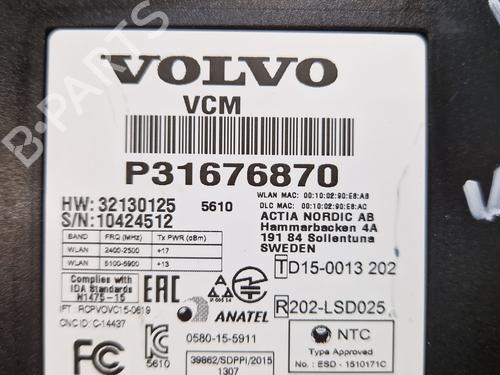 VOLVO
VCM
P31676870
HW: 32130125 5610
S/N: 10424512
WLAN MAC: 00:10:02:90:E8:AB
DLC MAC: 00:10:02:90:E8:AC
ACTIA NORDIC AB
Hammarbacken 4A
191 84 Sollentuna
SWEDEN
BAND FRQ (MHz) Tx PWR (dBm)
WLAN 2400-2500 +17
WLAN 5100-5900 +13
Complies with
IDA Standards
N1475-15
EAC
TD15-0013 202
R202-LSD025
IFT: RCPVOVC15-0619
CNC ID: C-14437
ANATEL
0580-15-5911
39862/SDPPI/2015
1307
5610
FC
NTC
Type Approved
No.: ESD-1510171C
B-PARTS